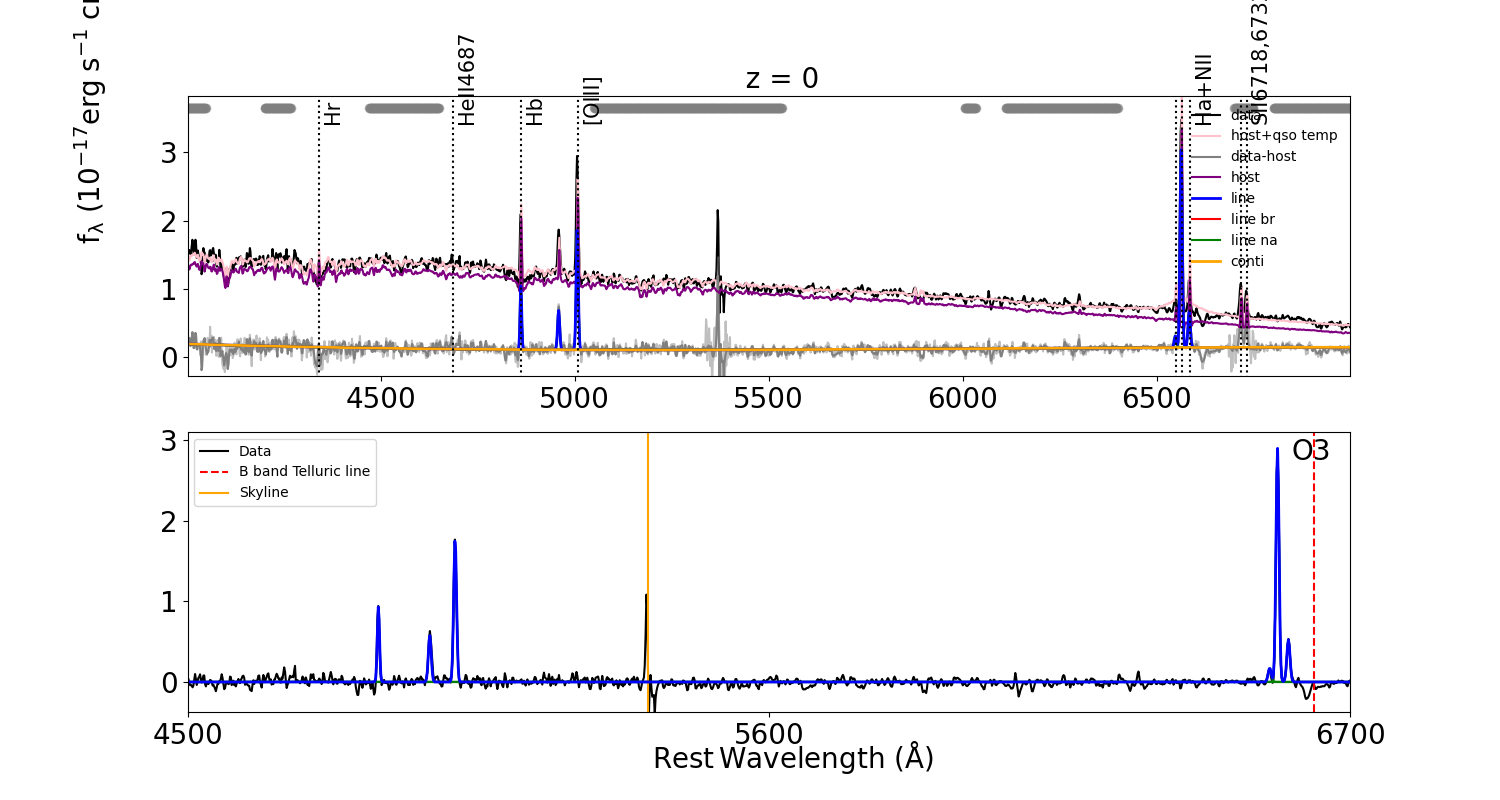 z = 0
f_λ (10^−17 erg s^−1 c
Hr
HeII4687
Hb
[OIII]
Ha+NII
SII6718,673
data
host+qso temp
data-host
host
line
line br
line na
conti
3
2
1
0
4500 5000 5500 6000 6500
Data
B band Telluric line
Skyline
O3
3
2
1
0
4500 5600 6700
Rest Wavelength (Å)